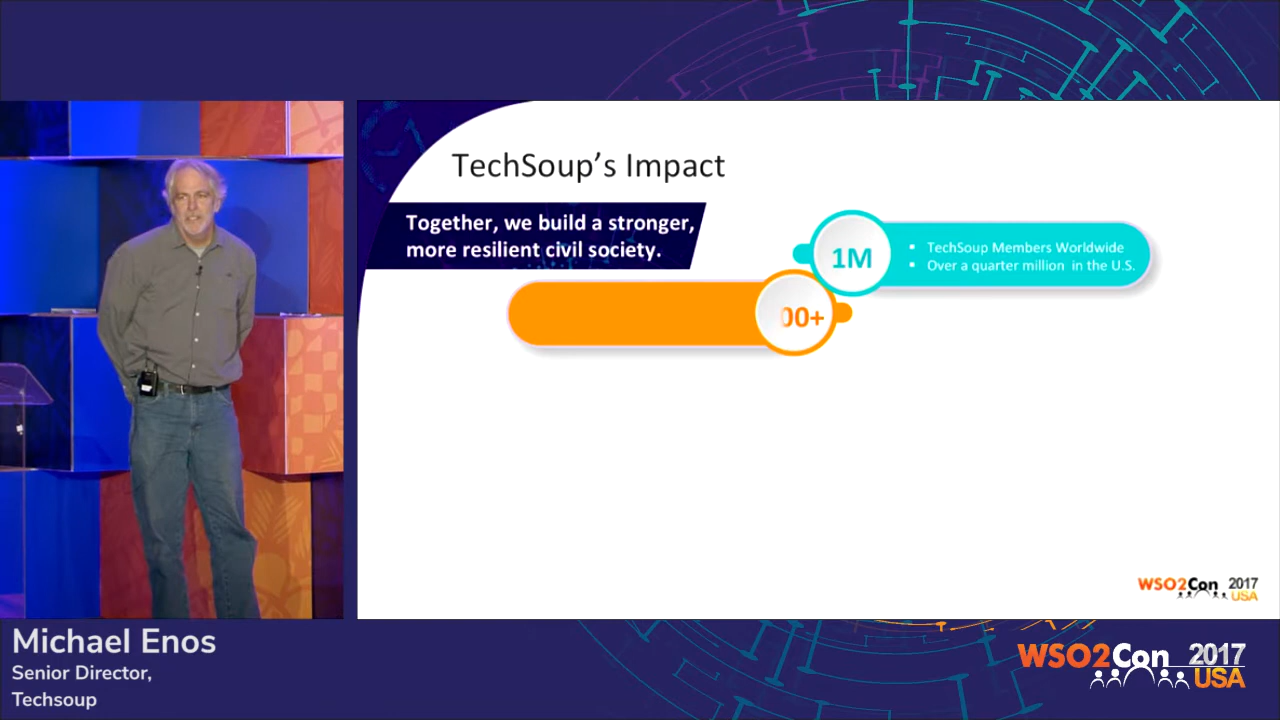 TechSoup's Impact
Together, we build a stronger,
more resilient civil society.
1M
▪ TechSoup Members Worldwide
▪ Over a quarter million in the U.S.
00+
WSO2Con 2017
USA
Michael Enos
Senior Director,
Techsoup
WSO2Con 2017
USA